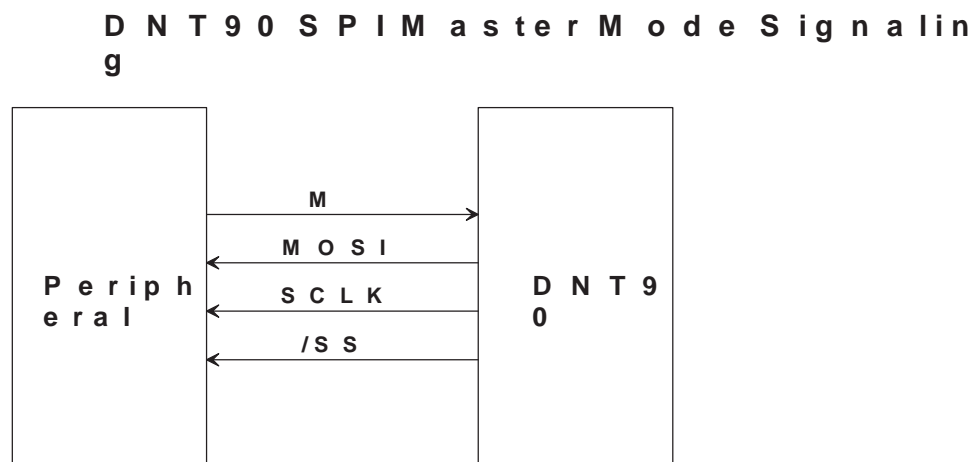 DNT90 SPI Master Mode Signalin
g
M
MOSI
Periph
eral
SCLK
DNT9
0
/SS